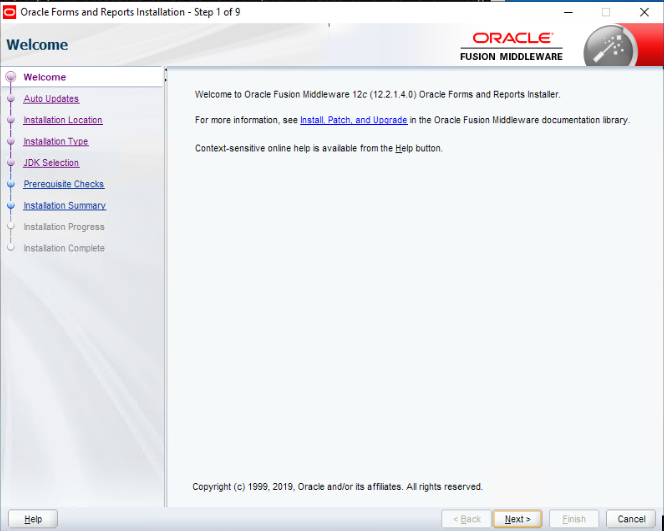 Oracle Forms and Reports Installation - Step 1 of 9
Welcome
ORACLE
FUSION MIDDLEWARE
Welcome
Auto Updates
Installation Location
Installation Type
JDK Selection
Prerequisite Checks
Installation Summary
Installation Progress
Installation Complete
Welcome to Oracle Fusion Middleware 12c (12.2.1.4.0) Oracle Forms and Reports Installer.
For more information, see Install, Patch, and Upgrade in the Oracle Fusion Middleware documentation library.
Context-sensitive online help is available from the Help button.
Copyright (c) 1999, 2019, Oracle and/or its affiliates. All rights reserved.
Help
< Back
Next >
Finish
Cancel